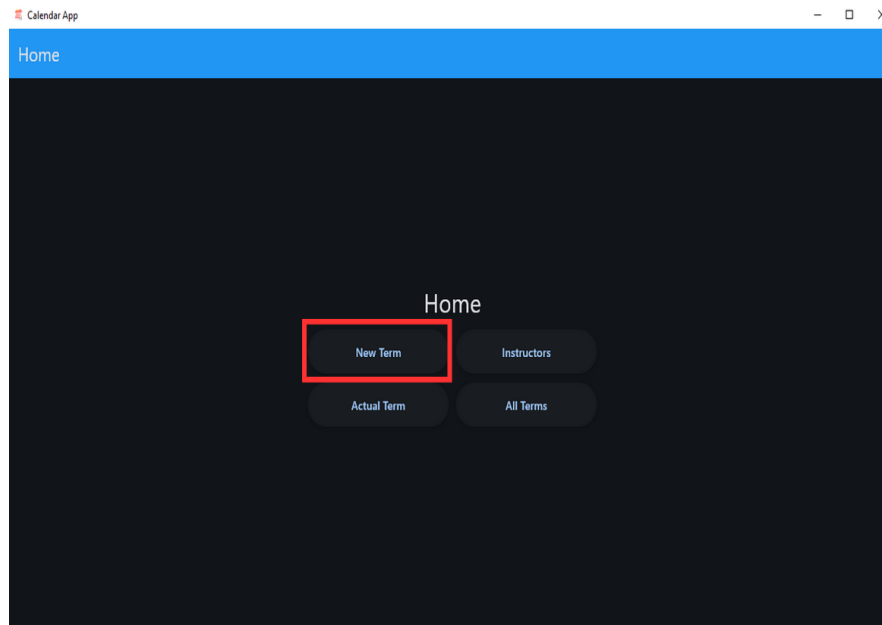 Calendar App
Home
Home
New Term Instructors
Actual Term All Terms